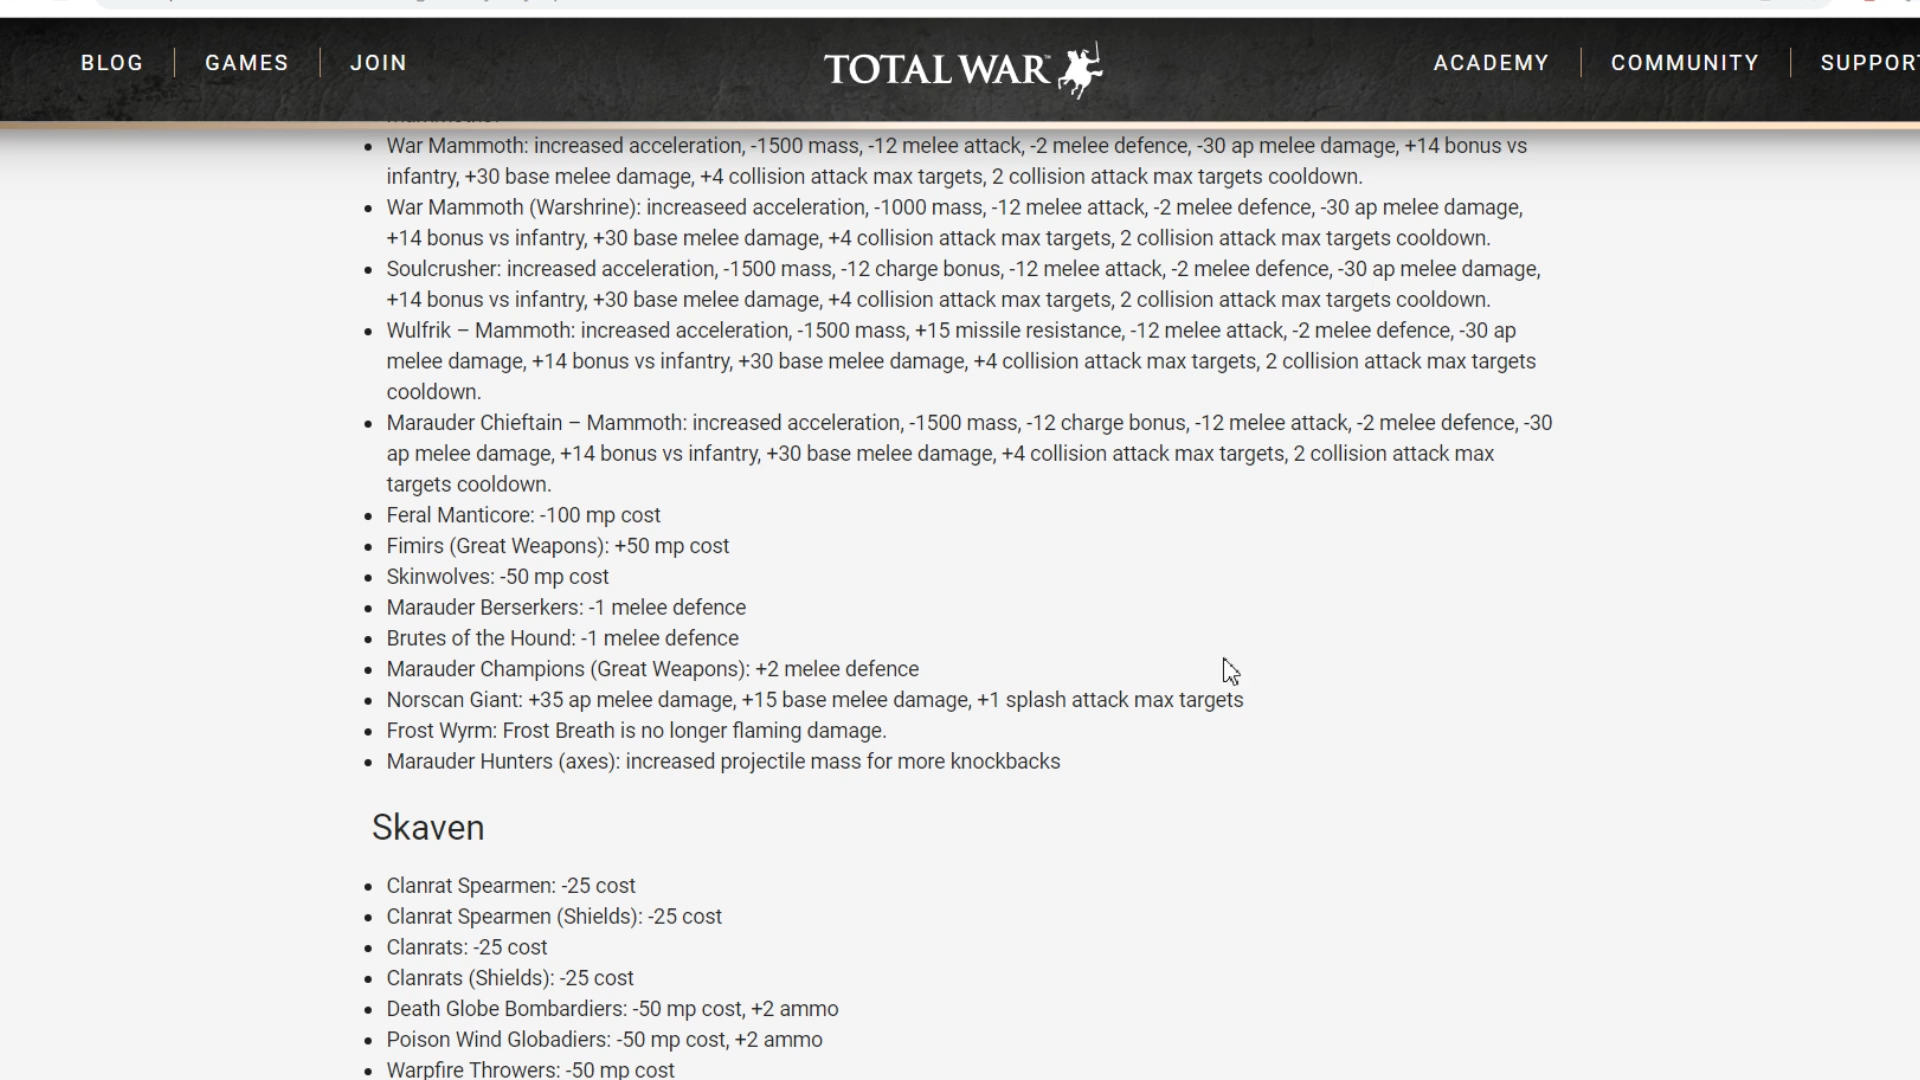 BLOG GAMES JOIN TOTAL WAR ACADEMY COMMUNITY SUPPORT
War Mammoth: increased acceleration, -1500 mass, -12 melee attack, -2 melee defence, -30 ap melee damage, +14 bonus vs
infantry, +30 base melee damage, +4 collision attack max targets, 2 collision attack max targets cooldown.
War Mammoth (Warshrine): increaseed acceleration, -1000 mass, -12 melee attack, -2 melee defence, -30 ap melee damage,
+14 bonus vs infantry, +30 base melee damage, +4 collision attack max targets, 2 collision attack max targets cooldown.
Soulcrusher: increased acceleration, -1500 mass, -12 charge bonus, -12 melee attack, -2 melee defence, -30 ap melee damage,
+14 bonus vs infantry, +30 base melee damage, +4 collision attack max targets, 2 collision attack max targets cooldown.
Wulfrik – Mammoth: increased acceleration, -1500 mass, +15 missile resistance, -12 melee attack, -2 melee defence, -30 ap
melee damage, +14 bonus vs infantry, +30 base melee damage, +4 collision attack max targets, 2 collision attack max targets
cooldown.
Marauder Chieftain – Mammoth: increased acceleration, -1500 mass, -12 charge bonus, -12 melee attack, -2 melee defence, -30
ap melee damage, +14 bonus vs infantry, +30 base melee damage, +4 collision attack max targets, 2 collision attack max
targets cooldown.
Feral Manticore: -100 mp cost
Fimirs (Great Weapons): +50 mp cost
Skinwolves: -50 mp cost
Marauder Berserkers: -1 melee defence
Brutes of the Hound: -1 melee defence
Marauder Champions (Great Weapons): +2 melee defence
Norscan Giant: +35 ap melee damage, +15 base melee damage, +1 splash attack max targets
Frost Wyrm: Frost Breath is no longer flaming damage.
Marauder Hunters (axes): increased projectile mass for more knockbacks
Skaven
Clanrat Spearmen: -25 cost
Clanrat Spearmen (Shields): -25 cost
Clanrats: -25 cost
Clanrats (Shields): -25 cost
Death Globe Bombardiers: -50 mp cost, +2 ammo
Poison Wind Globadiers: -50 mp cost, +2 ammo
Warpfire Throwers: -50 mp cost